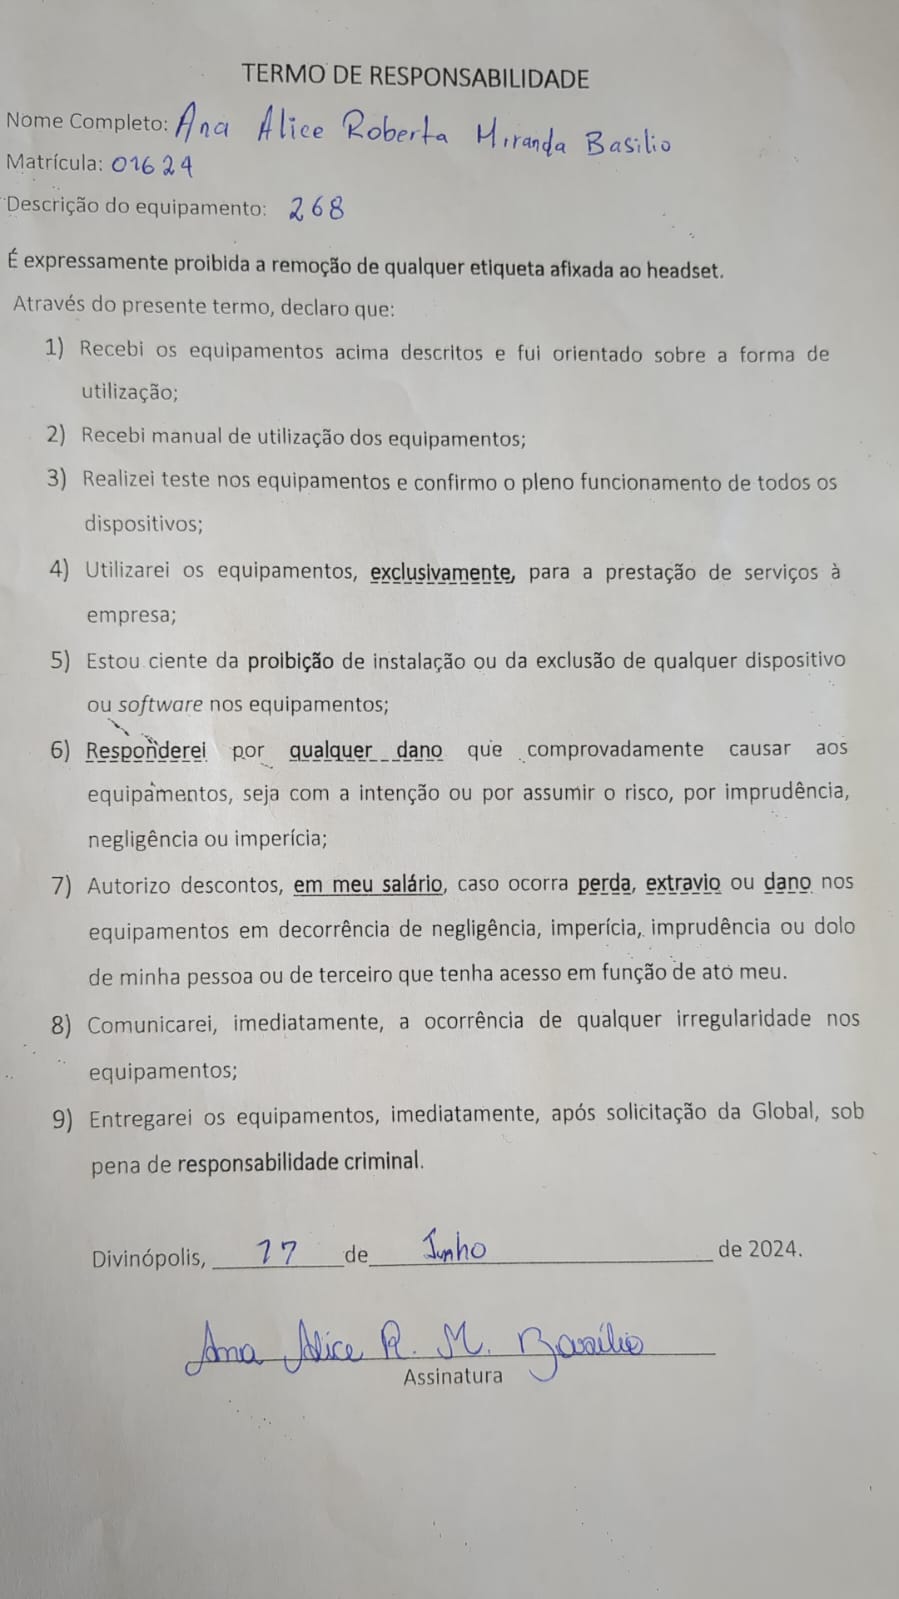 TERMO DE RESPONSABILIDADE
Nome Completo: Ana Alice Roberta Miranda Basilio
Matrícula: 01624
Descrição do equipamento: 268
É expressamente proibida a remoção de qualquer etiqueta afixada ao headset.
Através do presente termo, declaro que:
1) Recebi os equipamentos acima descritos e fui orientado sobre a forma de
utilização;
2) Recebi manual de utilização dos equipamentos;
3) Realizei teste nos equipamentos e confirmo o pleno funcionamento de todos os
dispositivos;
4) Utilizarei os equipamentos, exclusivamente, para a prestação de serviços à
empresa;
5) Estou ciente da proibição de instalação ou da exclusão de qualquer dispositivo
ou software nos equipamentos;
6) Responderei por qualquer dano que comprovadamente causar aos
equipamentos, seja com a intenção ou por assumir o risco, por imprudência,
negligência ou imperícia;
7) Autorizo descontos, em meu salário, caso ocorra perda, extravio ou dano nos
equipamentos em decorrência de negligência, imperícia, imprudência ou dolo
de minha pessoa ou de terceiro que tenha acesso em função de ato meu.
8) Comunicarei, imediatamente, a ocorrência de qualquer irregularidade nos
equipamentos;
9) Entregarei os equipamentos, imediatamente, após solicitação da Global, sob
pena de responsabilidade criminal.
Divinópolis, 17 de Junho de 2024.
Ana Alice R. M. Basílio
Assinatura